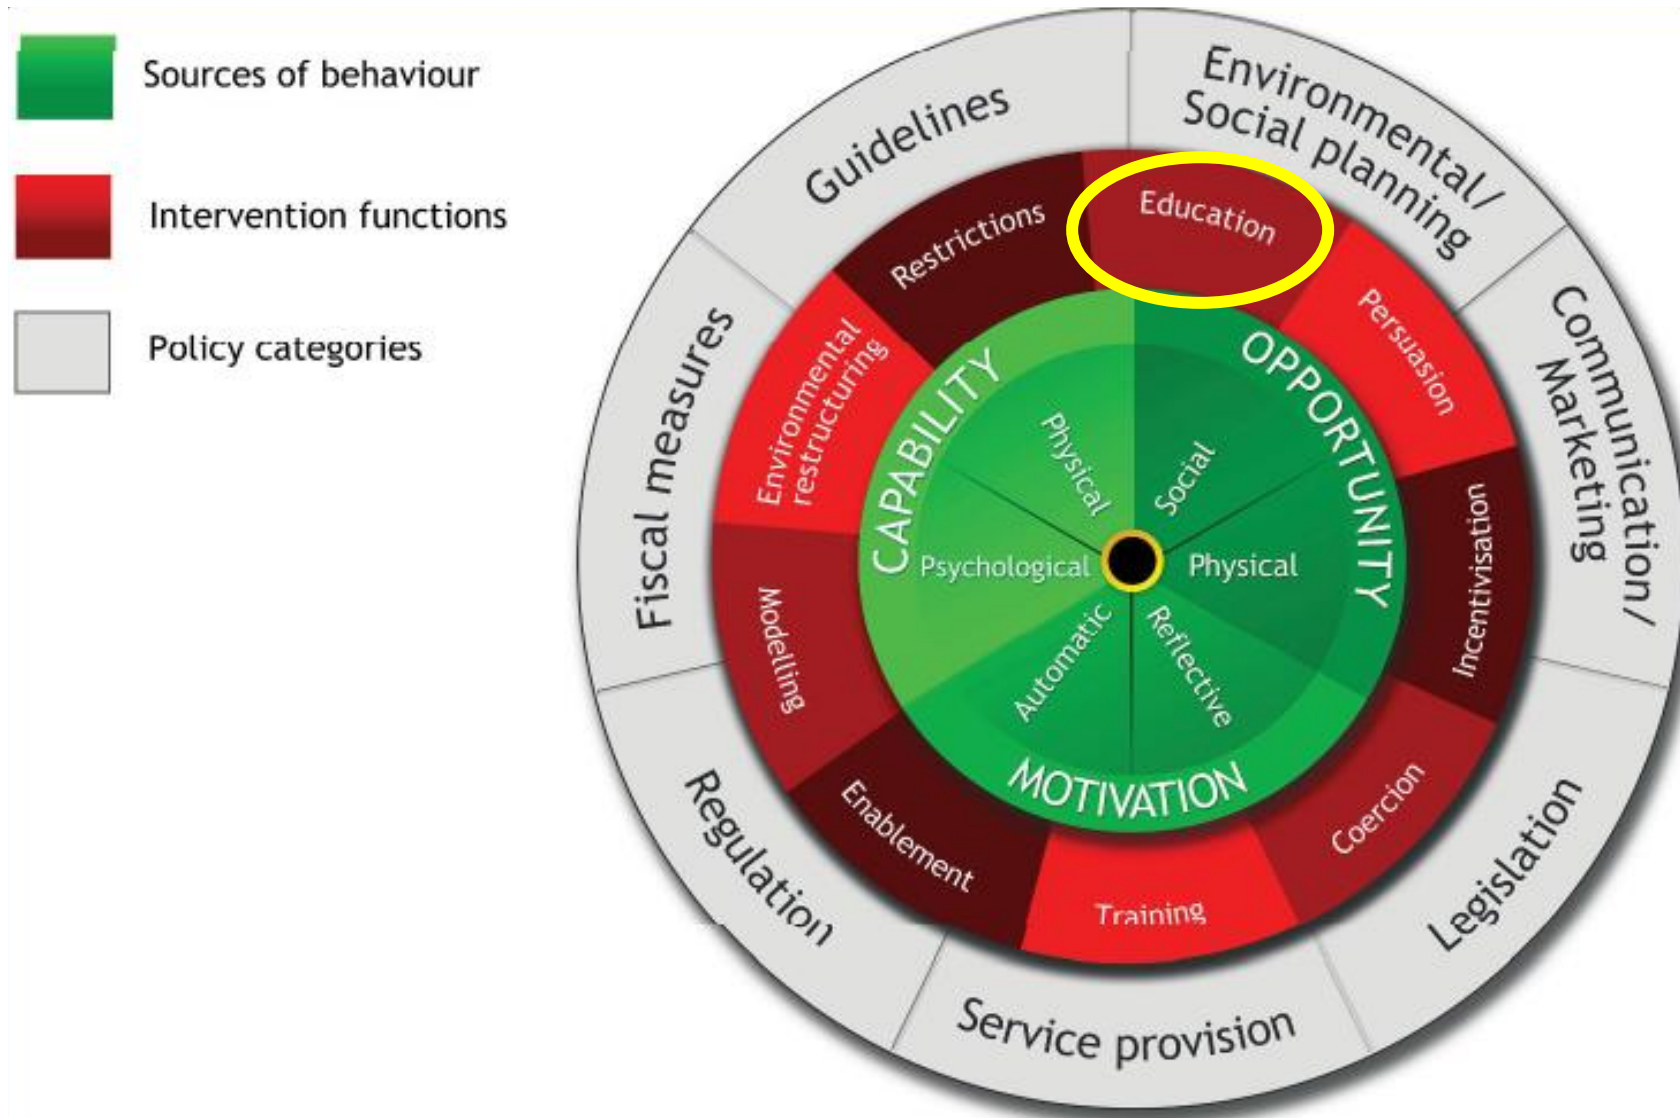 Sources of behaviour
Intervention functions
Policy categories
Environmental/
Social planning
Communication/
Marketing
Legislation
Service provision
Regulation
Fiscal measures
Guidelines
Education
Persuasion
Incentivisation
Coercion
Training
Enablement
Modelling
Environmental
restructuring
Restrictions
CAPABILITY
OPPORTUNITY
MOTIVATION
Physical
Social
Psychological
Physical
Automatic
Reflective